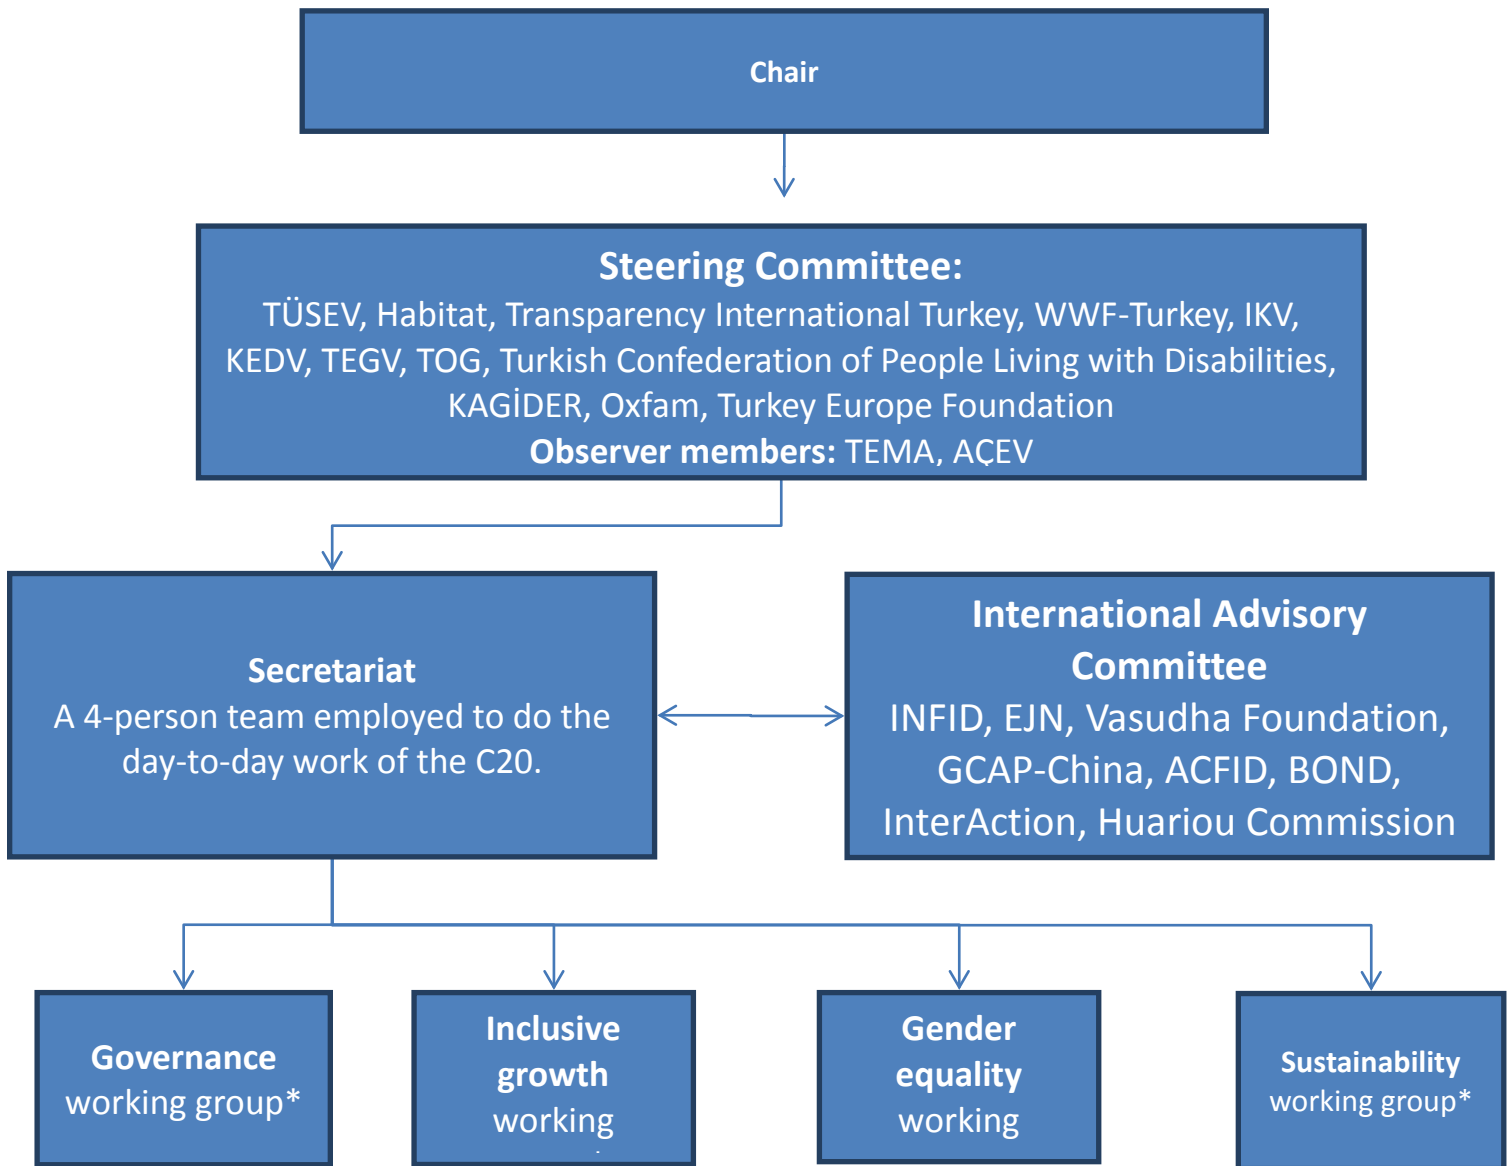 Chair
Steering Committee:
TÜSEV, Habitat, Transparency International Turkey, WWF-Turkey, IKV,
KEDV, TEGV, TOG, Turkish Confederation of People Living with Disabilities,
KAGİDER, Oxfam, Turkey Europe Foundation
Observer members: TEMA, AÇEV
Secretariat
A 4-person team employed to do the
day-to-day work of the C20.
International Advisory
Committee
INFID, EJN, Vasudha Foundation,
GCAP-China, ACFID, BOND,
InterAction, Huariou Commission
Governance
working group*
Inclusive
growth
working
Gender
equality
working
Sustainability
working group*